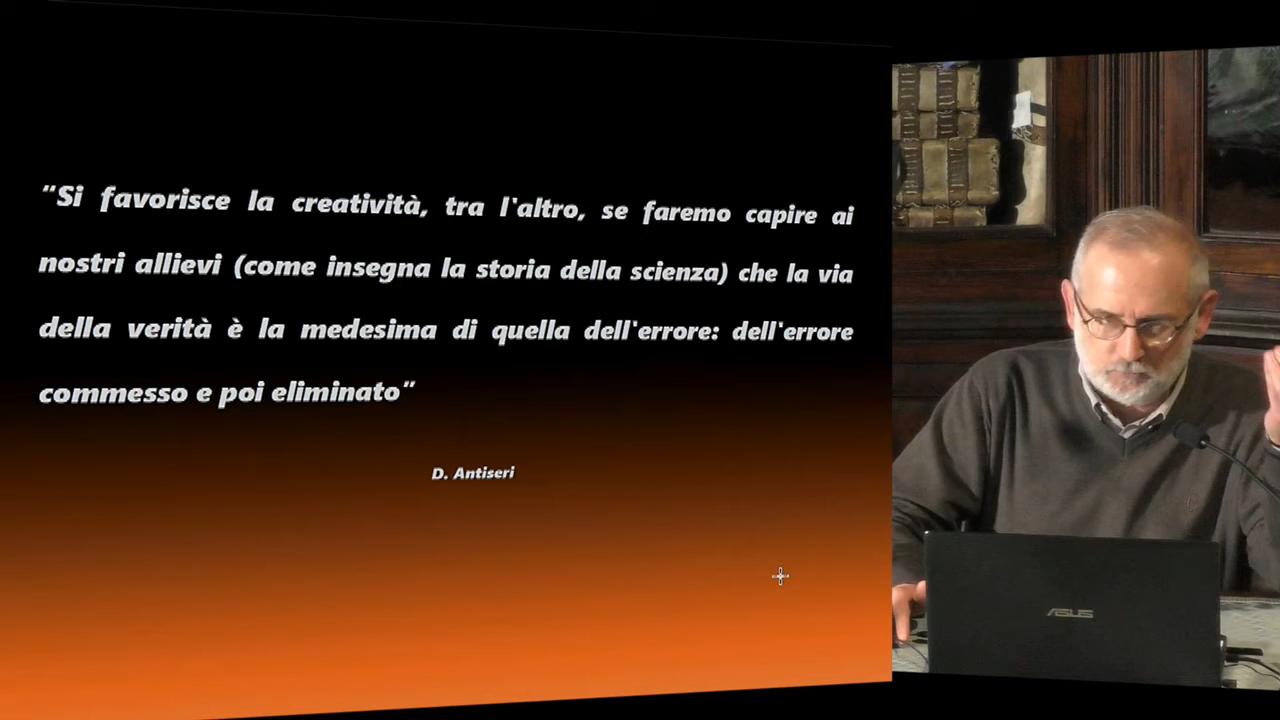 "Si favorisce la creatività, tra l'altro, se faremo capire ai
nostri allievi (come insegna la storia della scienza) che la via
della verità è la medesima di quella dell'errore: dell'errore
commesso e poi eliminato"
D. Antiseri
ASUS